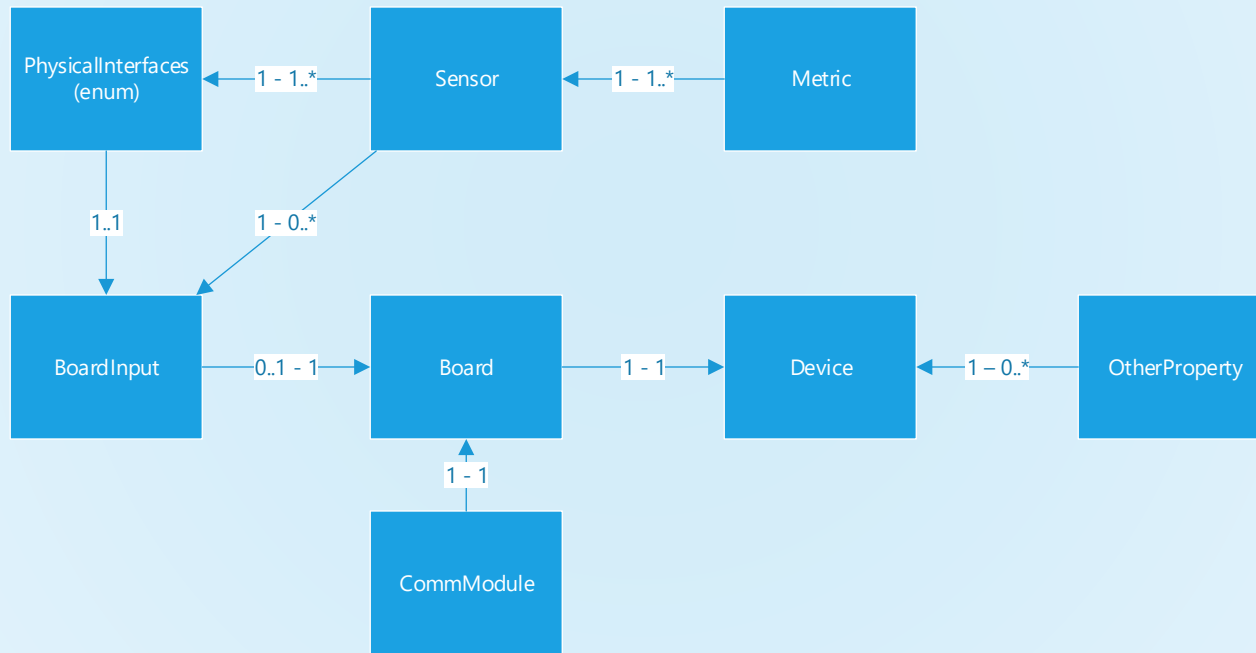 PhysicalInterfaces
(enum)
1 - 1..*
Sensor
1 - 1..*
Metric
1..1
1 - 0..*
BoardInput
0..1 - 1
Board
1 - 1
Device
1 – 0..*
OtherProperty
1 - 1
CommModule